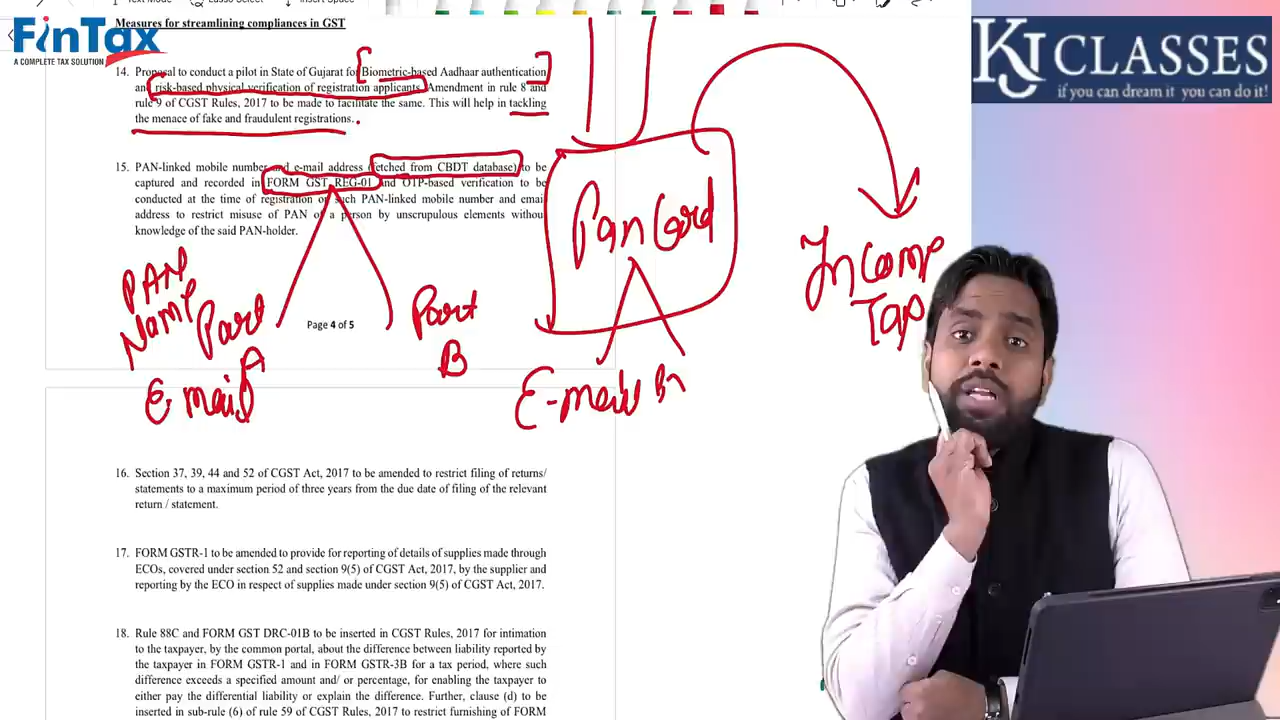 Text Mode
Lasso Select
Insert Space
Measures for streamlining compliances in GST
FinTax
A COMPLETE TAX SOLUTION
KJ CLASSES
if you can dream it you can do it!
14. Proposal to conduct a pilot in State of Gujarat for Biometric-based Aadhaar authentication
and risk-based physical verification of registration applicants. Amendment in rule 8 and
rule 9 of CGST Rules, 2017 to be made to facilitate the same. This will help in tackling
the menace of fake and fraudulent registrations.
15. PAN-linked mobile number and e-mail address (fetched from CBDT database) to be
captured and recorded in FORM GST REG-01 and OTP-based verification to be
conducted at the time of registration on such PAN-linked mobile number and email
address to restrict misuse of PAN of a person by unscrupulous elements without
knowledge of the said PAN-holder.
Pan Card
PAN
Name
Part
A
E-mail
Part
B
Page 4 of 5
16. Section 37, 39, 44 and 52 of CGST Act, 2017 to be amended to restrict filing of returns/
statements to a maximum period of three years from the due date of filing of the relevant
return / statement.
17. FORM GSTR-1 to be amended to provide for reporting of details of supplies made through
ECOs, covered under section 52 and section 9(5) of CGST Act, 2017, by the supplier and
reporting by the ECO in respect of supplies made under section 9(5) of CGST Act, 2017.
18. Rule 88C and FORM GST DRC-01B to be inserted in CGST Rules, 2017 for intimation
to the taxpayer, by the common portal, about the difference between liability reported by
the taxpayer in FORM GSTR-1 and in FORM GSTR-3B for a tax period, where such
difference exceeds a specified amount and/ or percentage, for enabling the taxpayer to
either pay the differential liability or explain the difference. Further, clause (d) to be
inserted in sub-rule (6) of rule 59 of CGST Rules, 2017 to restrict furnishing of FORM